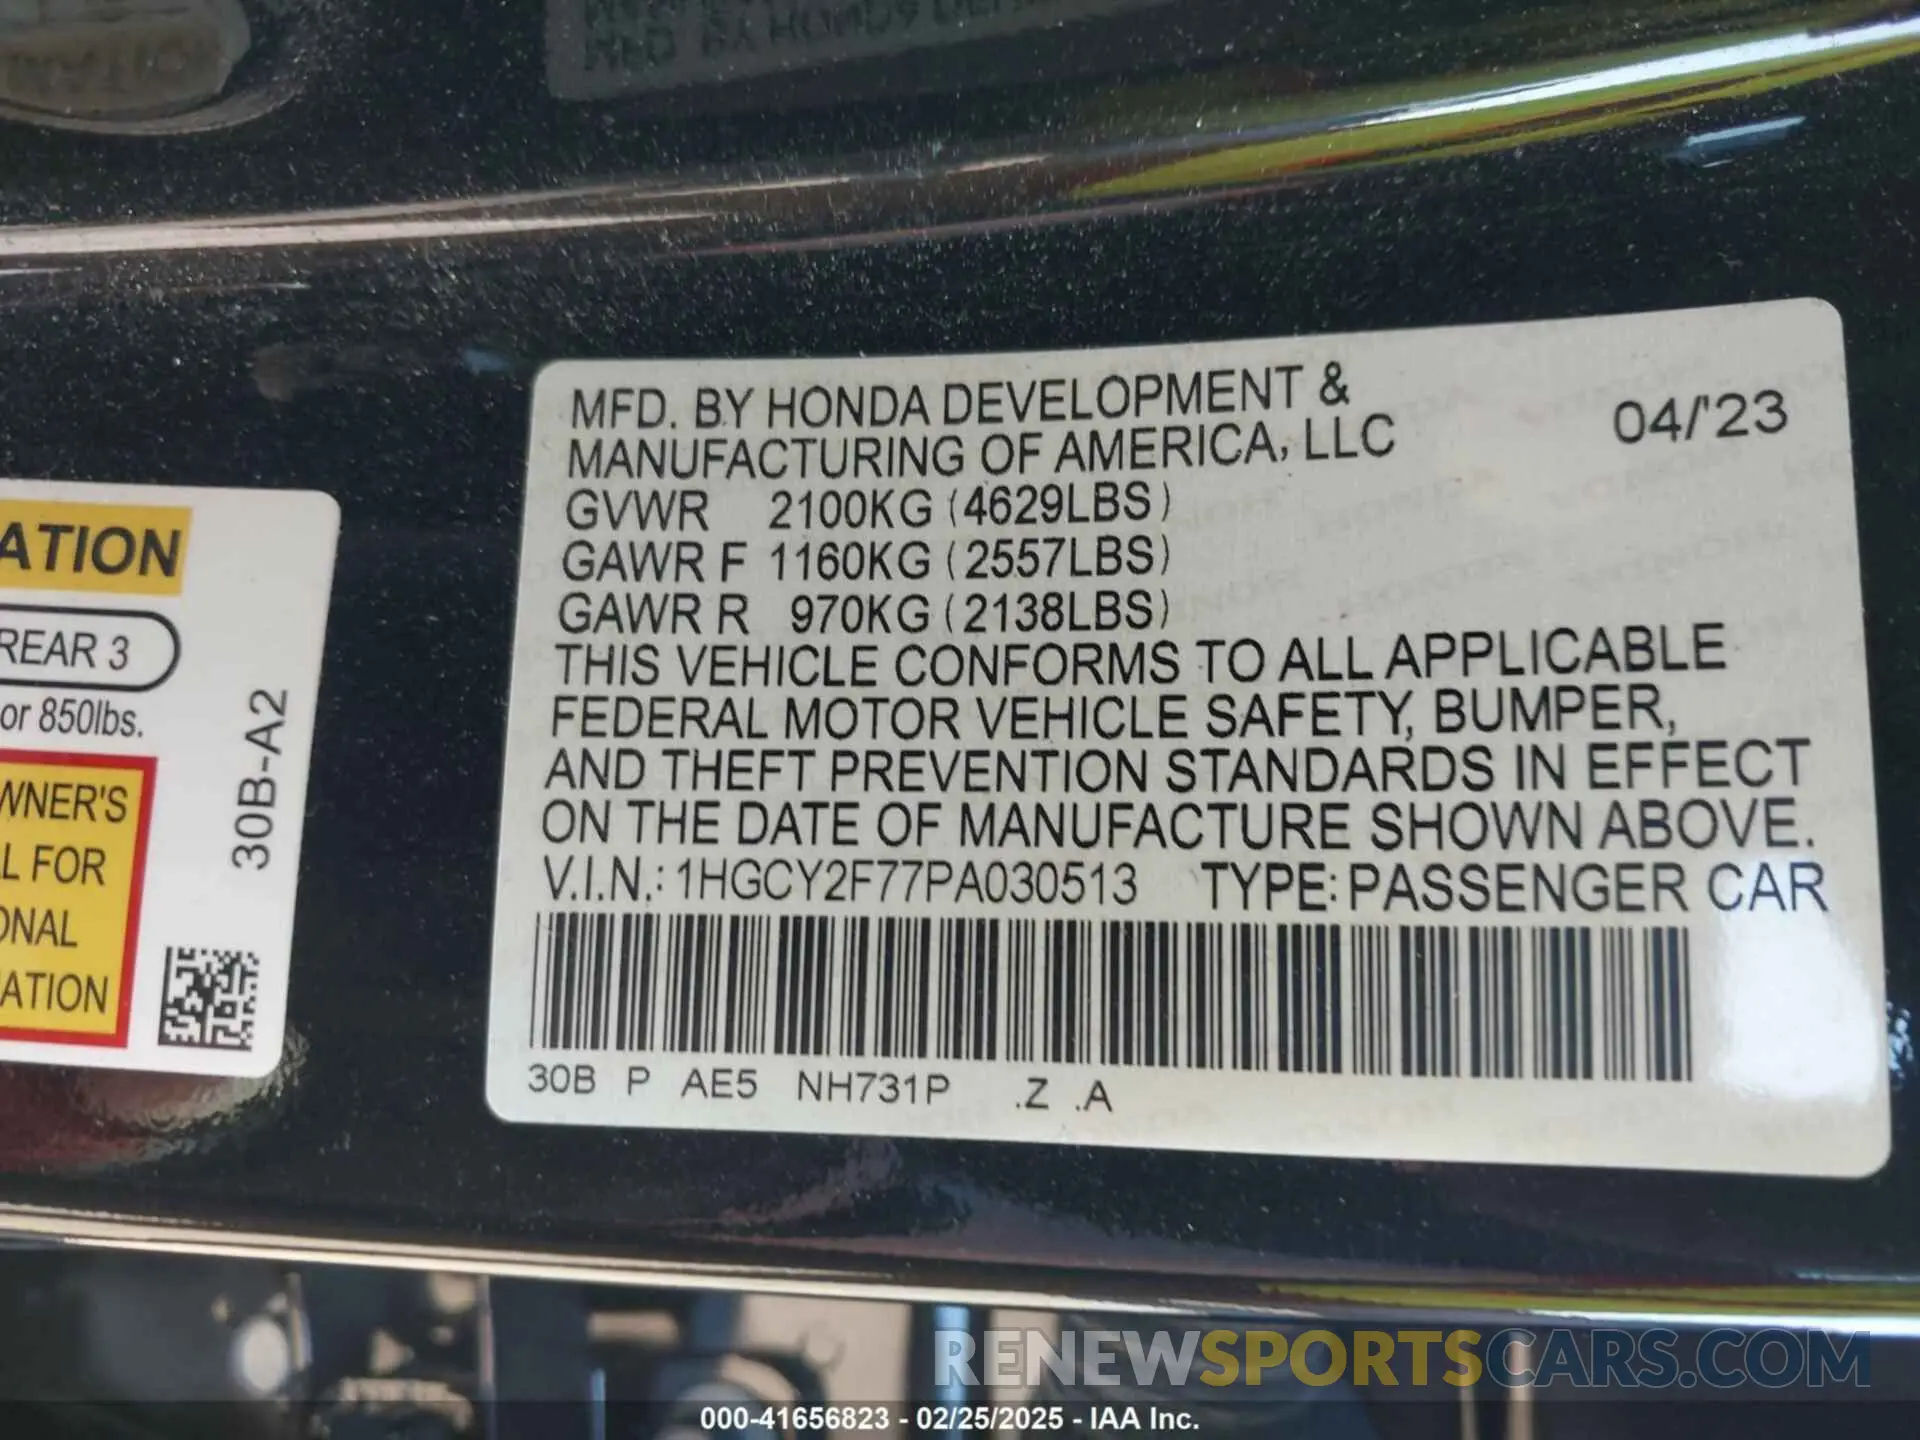 MFD. BY HONDA DEVELOPMENT &
MANUFACTURING OF AMERICA, LLC 04/'23
GVWR 2100KG (4629LBS)
GAWR F 1160KG (2557LBS)
GAWR R 970KG (2138LBS)
THIS VEHICLE CONFORMS TO ALL APPLICABLE
FEDERAL MOTOR VEHICLE SAFETY, BUMPER,
AND THEFT PREVENTION STANDARDS IN EFFECT
ON THE DATE OF MANUFACTURE SHOWN ABOVE.
V.I.N.: 1HGCY2F77PA030513 TYPE: PASSENGER CAR
30B P AE5 NH731P .Z .A
ATION
REAR 3
or 850lbs.
WNER'S
L FOR
ONAL
ATION
30B-A2
RENEWSPORTSCARS.COM
000-41656823 - 02/25/2025 - IAA Inc.